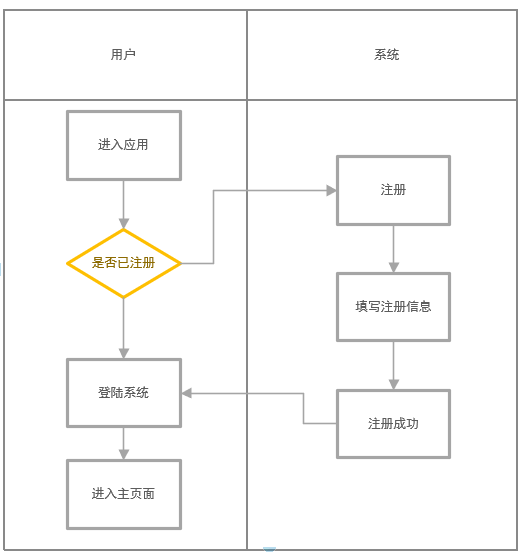 用户
系统
进入应用
注册
是否已注册
填写注册信息
登陆系统
注册成功
进入主页面